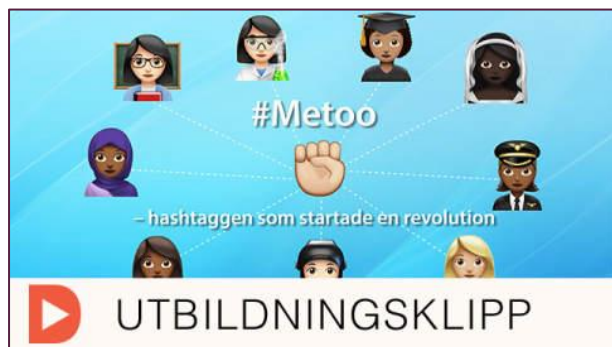 #Metoo
– hashtaggen som startade en revolution
UTBILDNINGSKLIPP